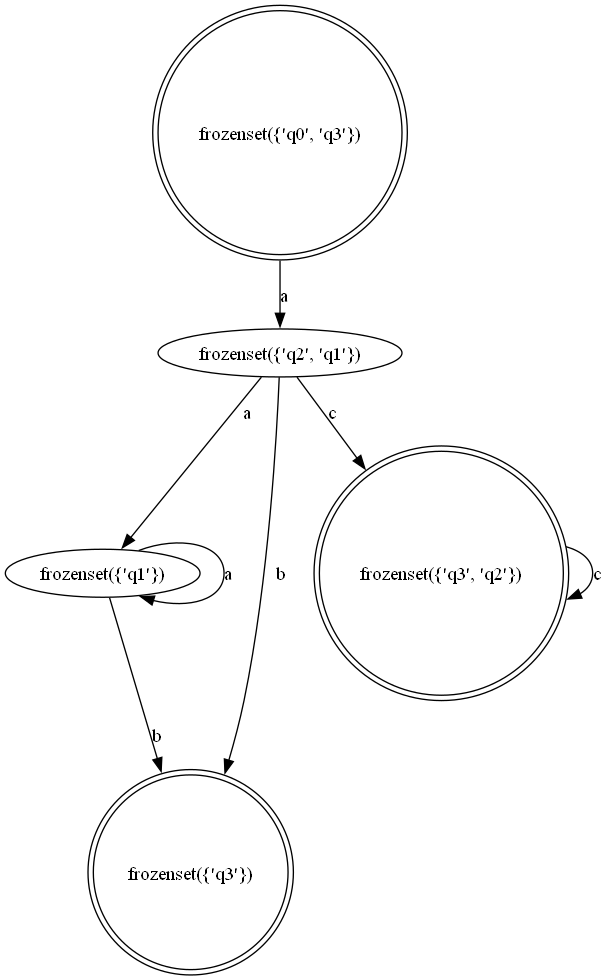 frozenset({'q0', 'q3'})
a
frozenset({'q2', 'q1'})
a
c
frozenset({'q1'})
a
b
frozenset({'q3', 'q2'})
c
b
frozenset({'q3'})